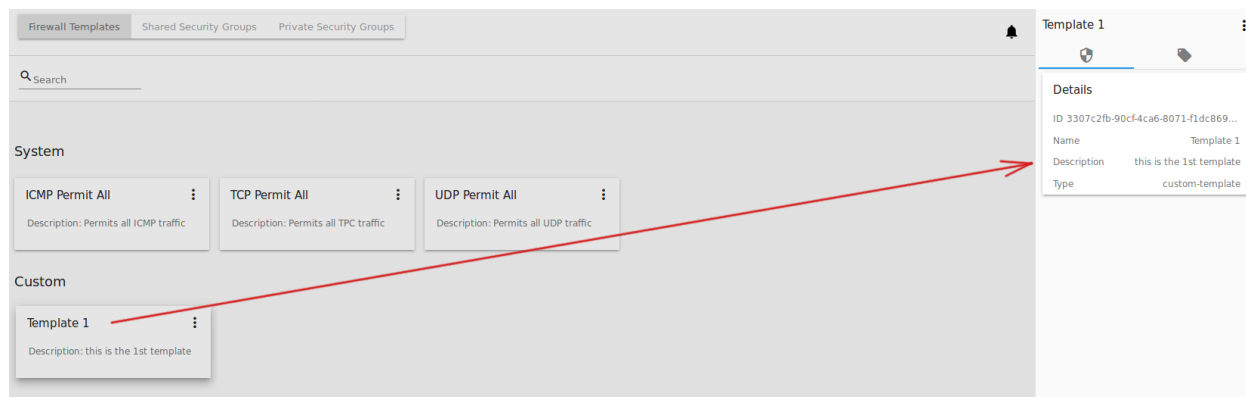 Firewall Templates Shared Security Groups Private Security Groups
Search
System
ICMP Permit All TCP Permit All UDP Permit All
Description: Permits all ICMP traffic Description: Permits all TPC traffic Description: Permits all UDP traffic
Custom
Template 1
Description: this is the 1st template
Template 1
Details
ID 3307c2fb-90cf-4ca6-8071-f1dc869...
Name Template 1
Description this is the 1st template
Type custom-template